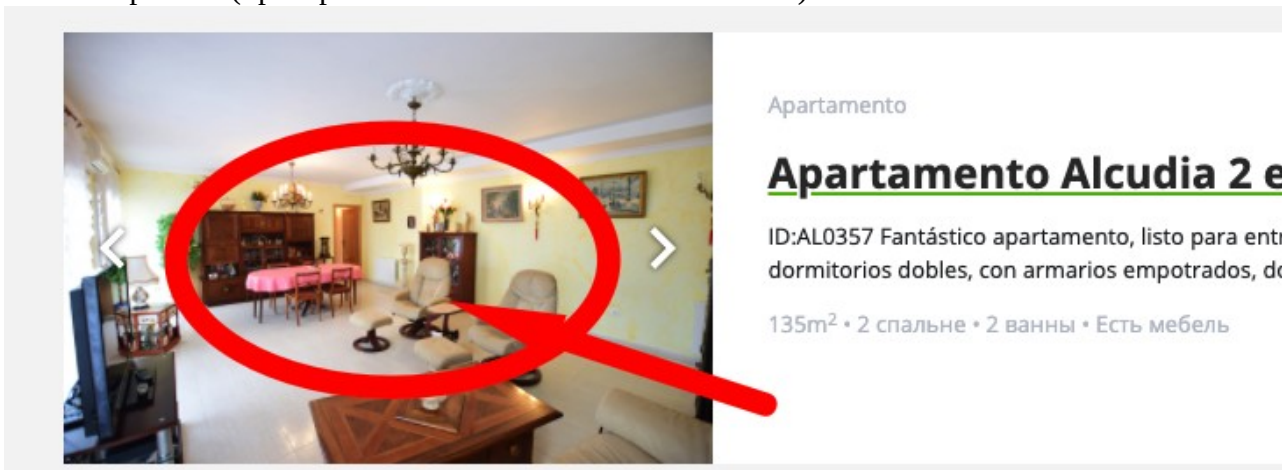 Apartamento
Apartamento Alcudia 2 e
ID:AL0357 Fantástico apartamento, listo para entr
dormitorios dobles, con armarios empotrados, do
135m² • 2 спальне • 2 ванны • Есть мебель